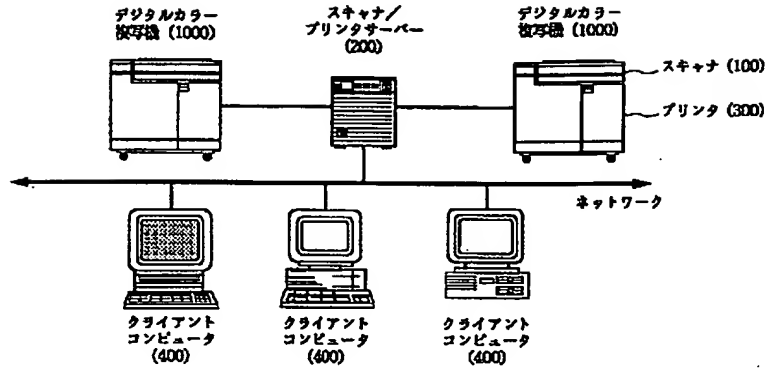 デジタルカラー
複写機 (1000)
スキャナ／
プリンタサーバー
(200)
デジタルカラー
複写機 (1000)
スキャナ (100)
プリンタ (300)
ネットワーク
クライアント
コンピュータ
(400)
クライアント
コンピュータ
(400)
クライアント
コンピュータ
(400)